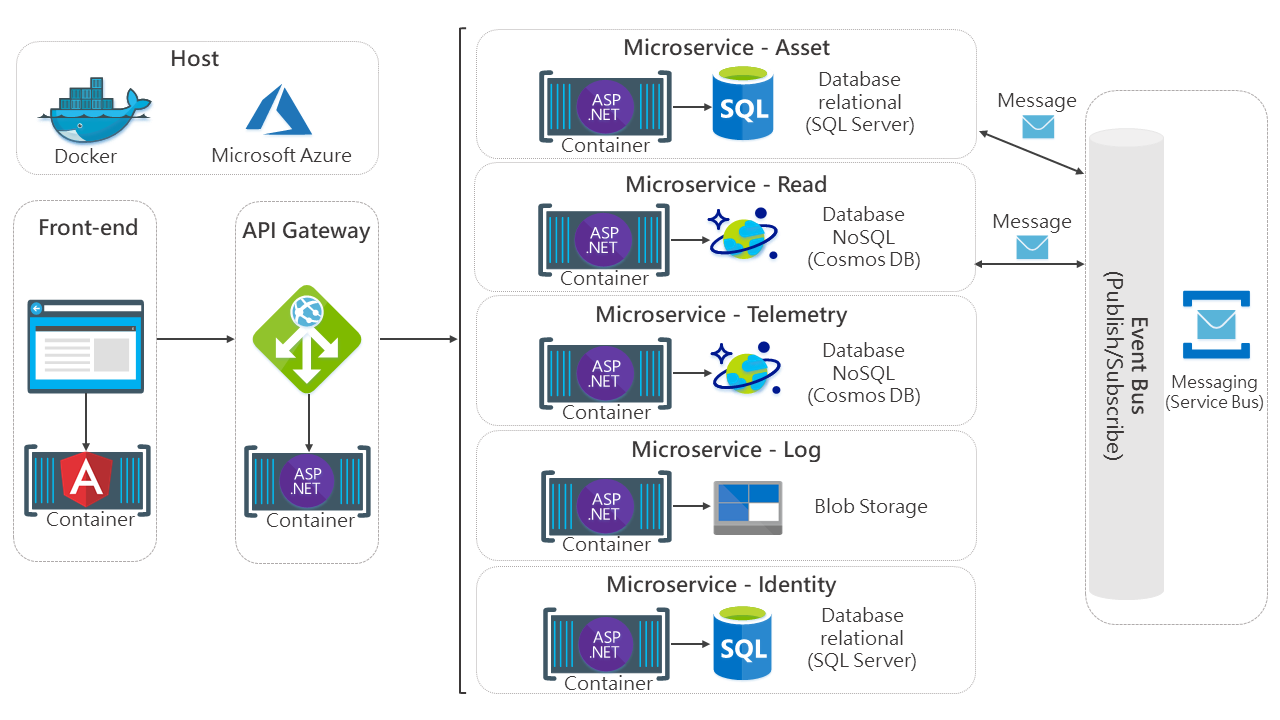 Host
Docker
Microsoft Azure
Front-end
Container
API Gateway
ASP
.NET
Container
Microservice - Asset
ASP
.NET
Container
SQL
Database
relational
(SQL Server)
Microservice - Read
ASP
.NET
Container
Database
NoSQL
(Cosmos DB)
Microservice - Telemetry
ASP
.NET
Container
Database
NoSQL
(Cosmos DB)
Microservice - Log
ASP
.NET
Container
Blob Storage
Microservice - Identity
ASP
.NET
Container
SQL
Database
relational
(SQL Server)
Message
Message
Event Bus
(Publish/Subscribe)
Messaging
(Service Bus)